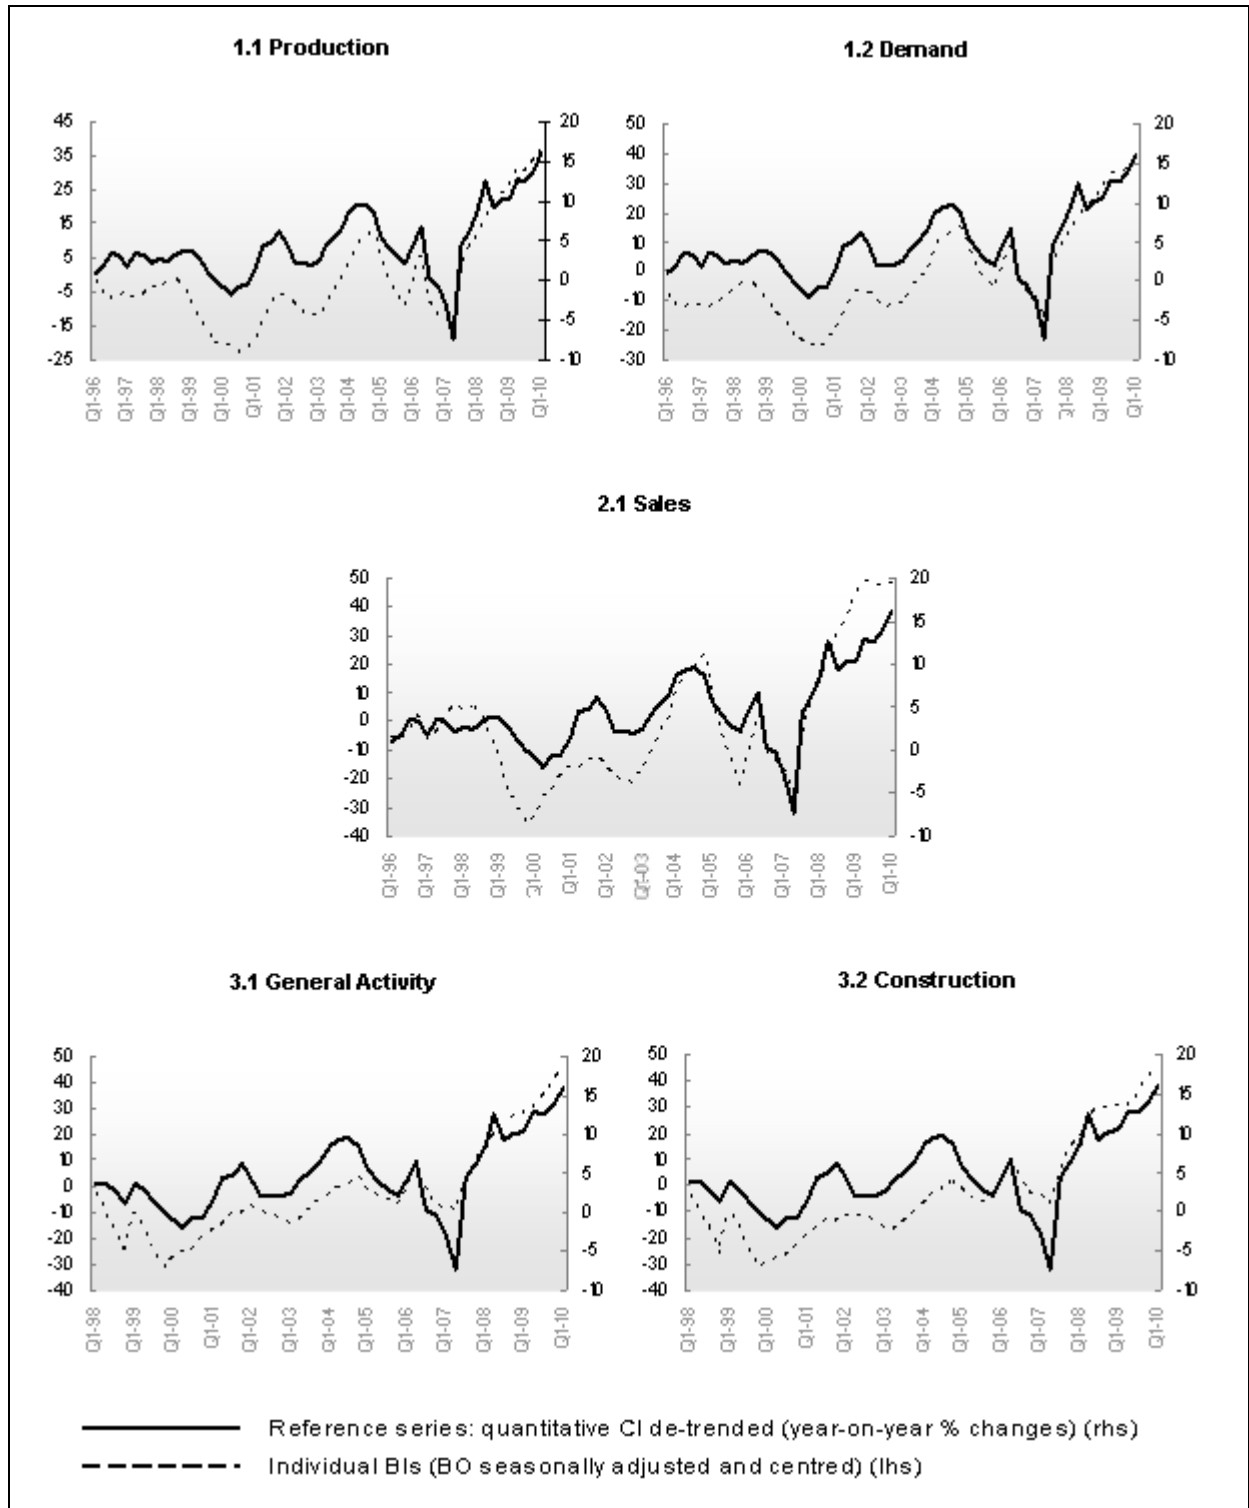 1.1 Production
45
35
25
15
5
-5
-15
-25
20
15
10
5
0
-5
-10
Q1-96
Q1-97
Q1-98
Q1-99
Q1-00
Q1-01
Q1-02
Q1-03
Q1-04
Q1-05
Q1-06
Q1-07
Q1-08
Q1-09
Q1-10
1.2 Demand
50
40
30
20
10
0
-10
-20
-30
20
15
10
5
0
-5
-10
Q1-96
Q1-97
Q1-98
Q1-99
Q1-00
Q1-01
Q1-02
Q1-03
Q1-04
Q1-05
Q1-06
Q1-07
Q1-08
Q1-09
Q1-10
2.1 Sales
50
40
30
20
10
0
-10
-20
-30
-40
20
15
10
5
0
-5
-10
Q1-96
Q1-97
Q1-98
Q1-99
Q1-00
Q1-01
Q1-02
Q1-03
Q1-04
Q1-05
Q1-06
Q1-07
Q1-08
Q1-09
Q1-10
3.1 General Activity
50
40
30
20
10
0
-10
-20
-30
-40
20
15
10
5
0
-5
-10
Q1-98
Q1-99
Q1-00
Q1-01
Q1-02
Q1-03
Q1-04
Q1-05
Q1-06
Q1-07
Q1-08
Q1-09
Q1-10
3.2 Construction
50
40
30
20
10
0
-10
-20
-30
-40
20
15
10
5
0
-5
-10
Q1-98
Q1-99
Q1-00
Q1-01
Q1-02
Q1-03
Q1-04
Q1-05
Q1-06
Q1-07
Q1-08
Q1-09
Q1-10
Reference series: quantitative CI de-trended (year-on-year % changes) (rhs)
Individual BIs (BO seasonally adjusted and centred) (lhs)